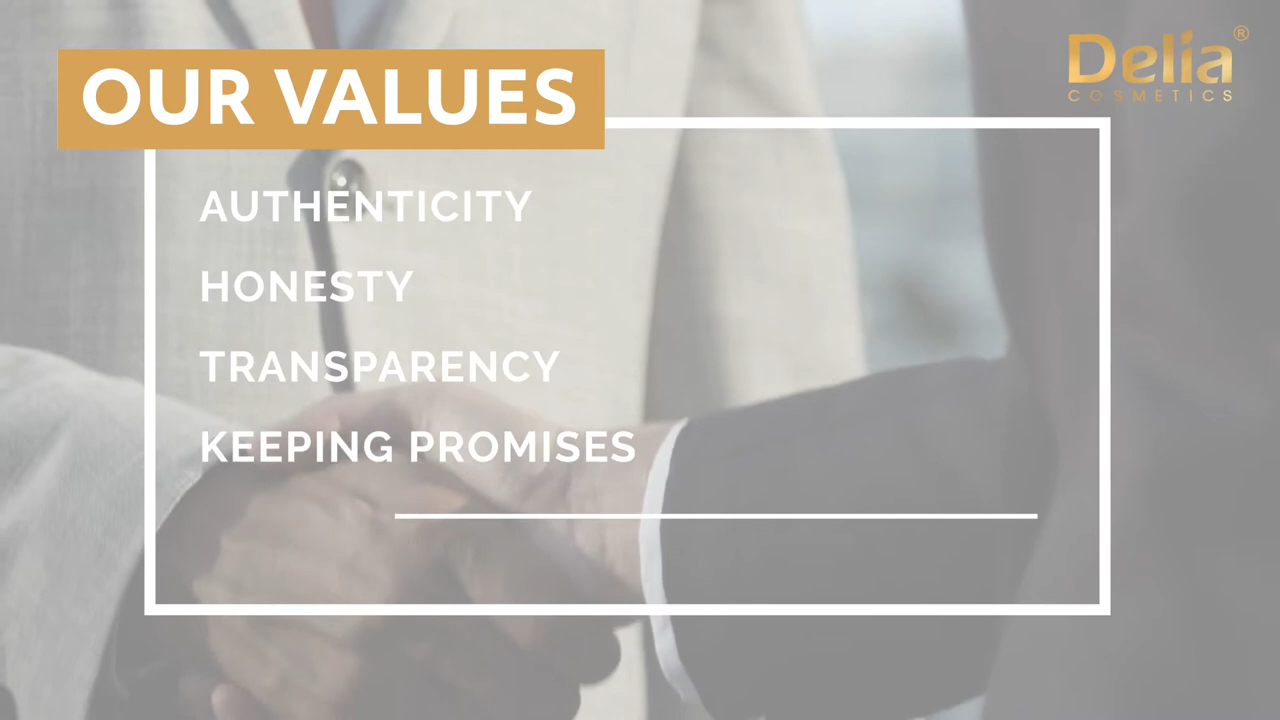 OUR VALUES
Delia®
COSMETICS
AUTHENTICITY
HONESTY
TRANSPARENCY
KEEPING PROMISES